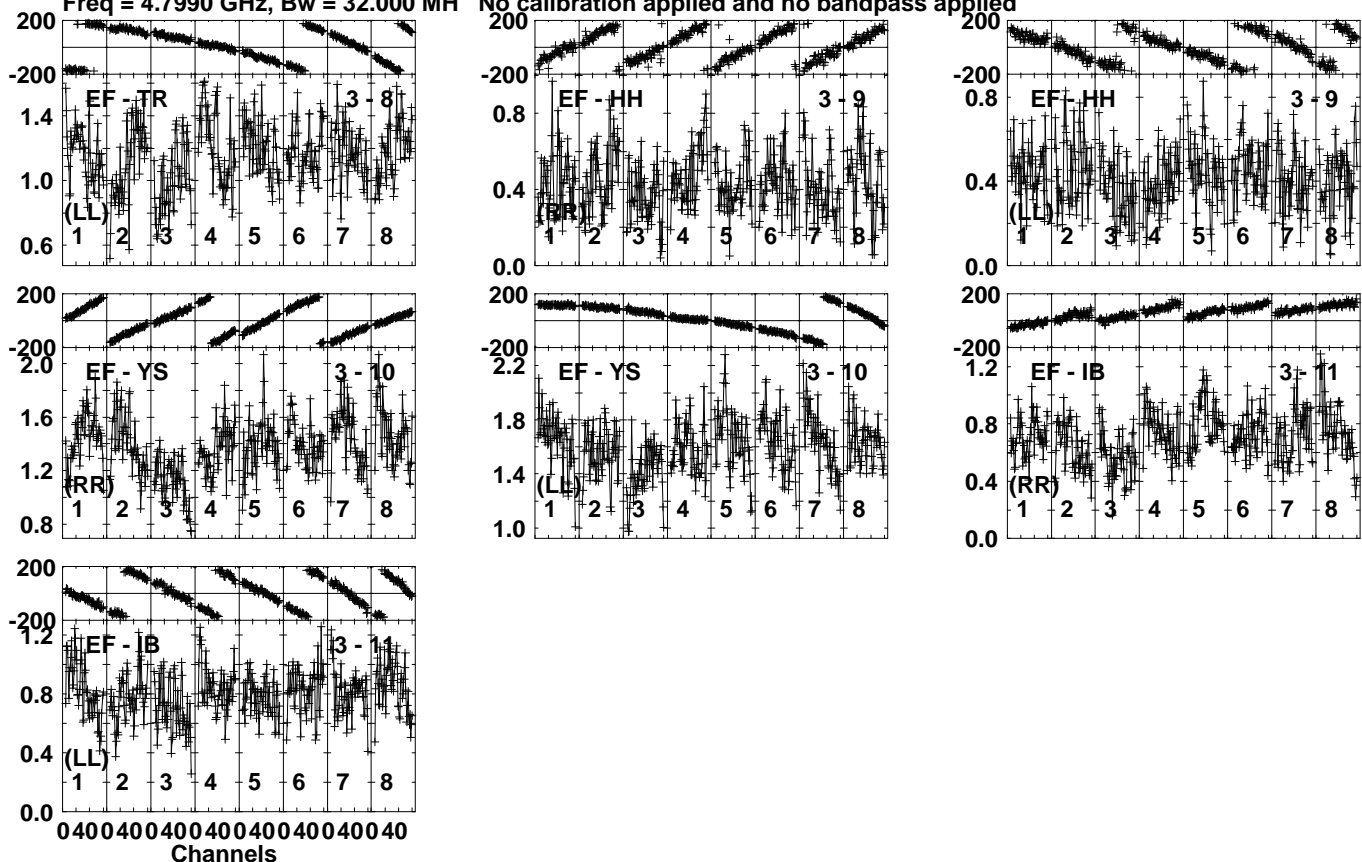 Freq = 4.7990 GHz, Bw = 32.000 MH No calibration applied and no bandpass applied
200
-200
EF - TR 3 - 8
1.4
1.0
0.6
(LL)
1 2 3 4 5 6 7 8
200
-200
EF - HH 3 - 9
0.8
0.4
0.0
(RR)
1 2 3 4 5 6 7 8
200
-200
EF - HH 3 - 9
0.8
0.4
0.0
(LL)
1 2 3 4 5 6 7 8
200
-200
EF - YS 3 - 10
2.0
1.6
1.2
0.8
(RR)
1 2 3 4 5 6 7 8
200
-200
EF - YS 3 - 10
2.2
1.8
1.4
1.0
(LL)
1 2 3 4 5 6 7 8
200
-200
EF - IB 3 - 11
1.2
0.8
0.4
0.0
(RR)
1 2 3 4 5 6 7 8
200
-200
EF - IB 3 - 11
1.2
0.8
0.4
0.0
(LL)
1 2 3 4 5 6 7 8
0 40 0 40 0 40 0 40 0 40 0 40 0 40 0 40
Channels